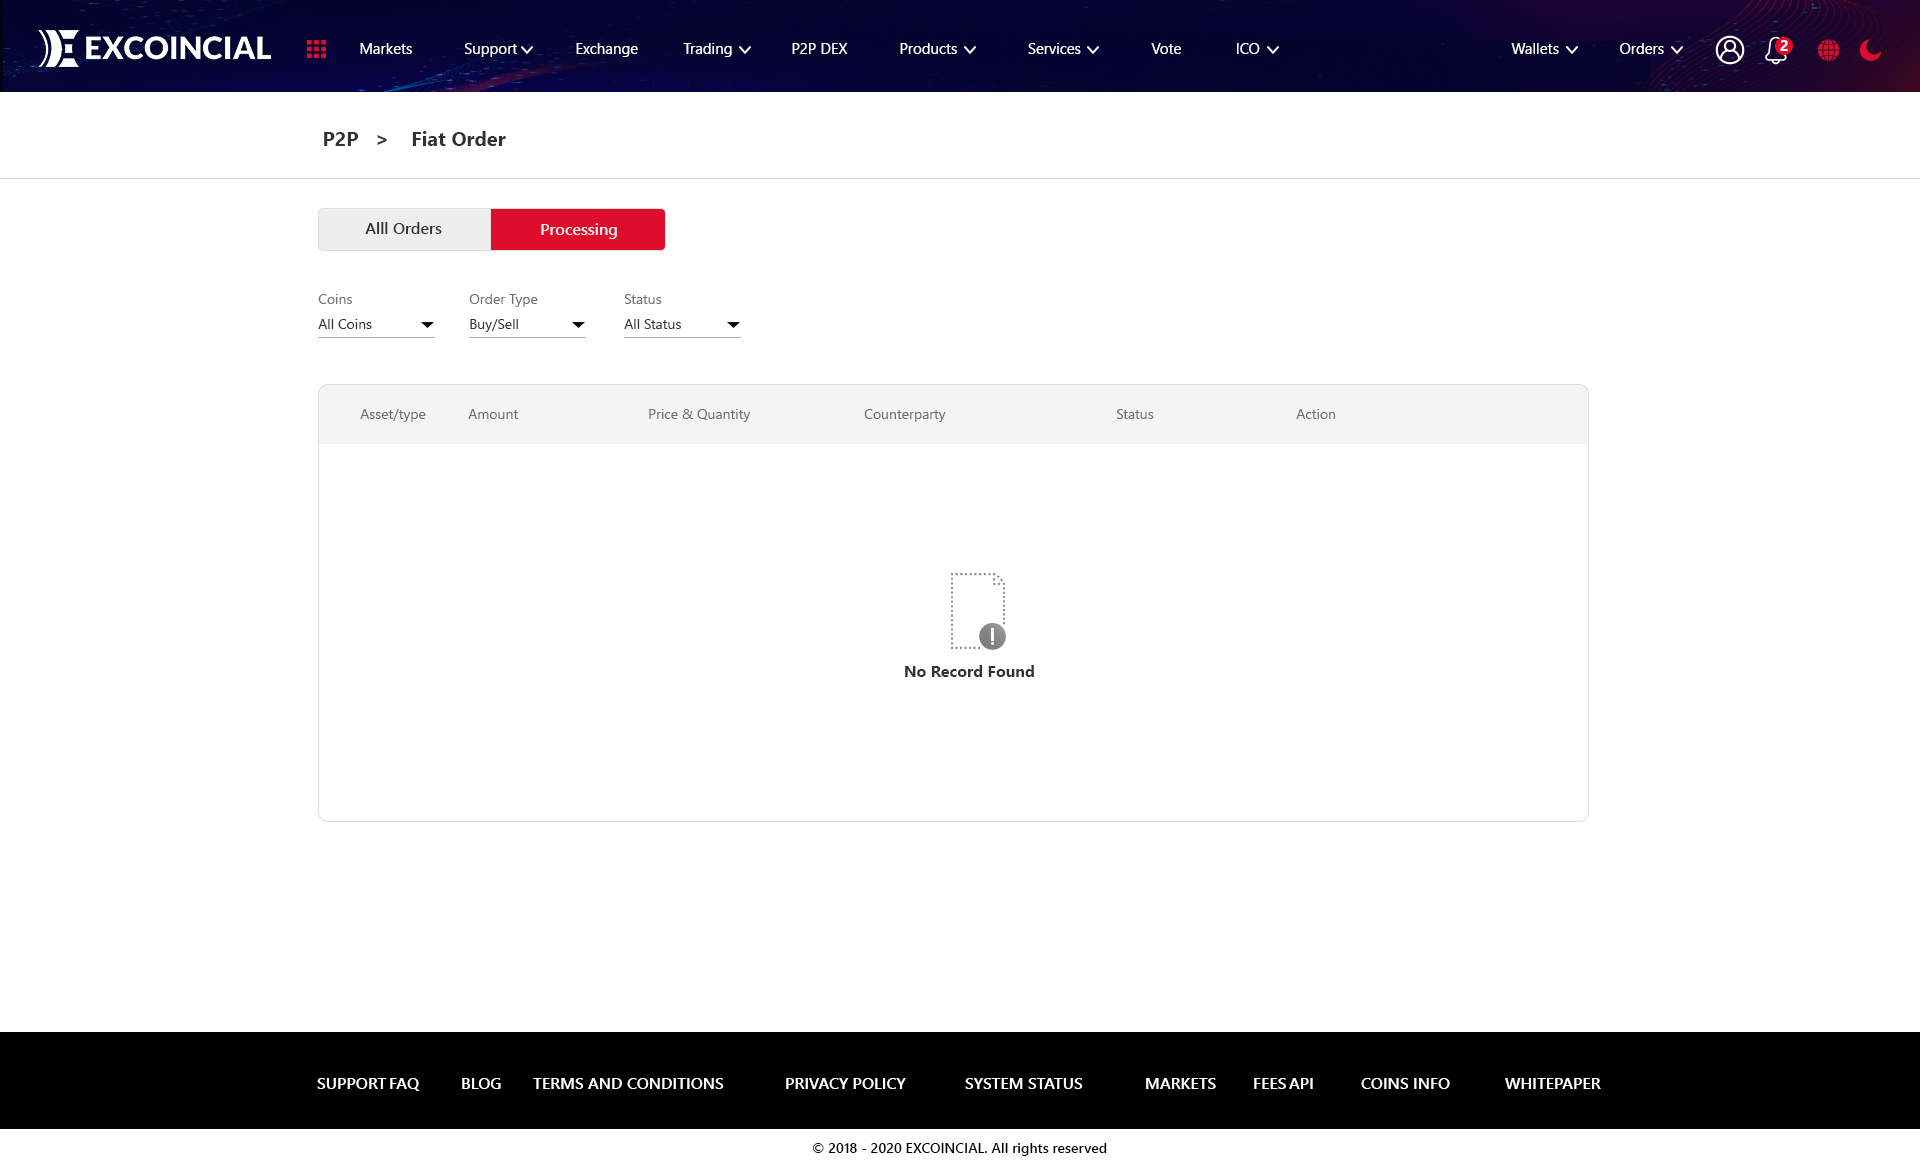 EXCOINCIAL Markets Support Exchange Trading P2P DEX Products Services Vote ICO Wallets Orders 2
P2P > Fiat Order
Alll Orders Processing
Coins Order Type Status
All Coins Buy/Sell All Status
Asset/type Amount Price & Quantity Counterparty Status Action
No Record Found
SUPPORT FAQ BLOG TERMS AND CONDITIONS PRIVACY POLICY SYSTEM STATUS MARKETS FEES API COINS INFO WHITEPAPER
© 2018 - 2020 EXCOINCIAL. All rights reserved